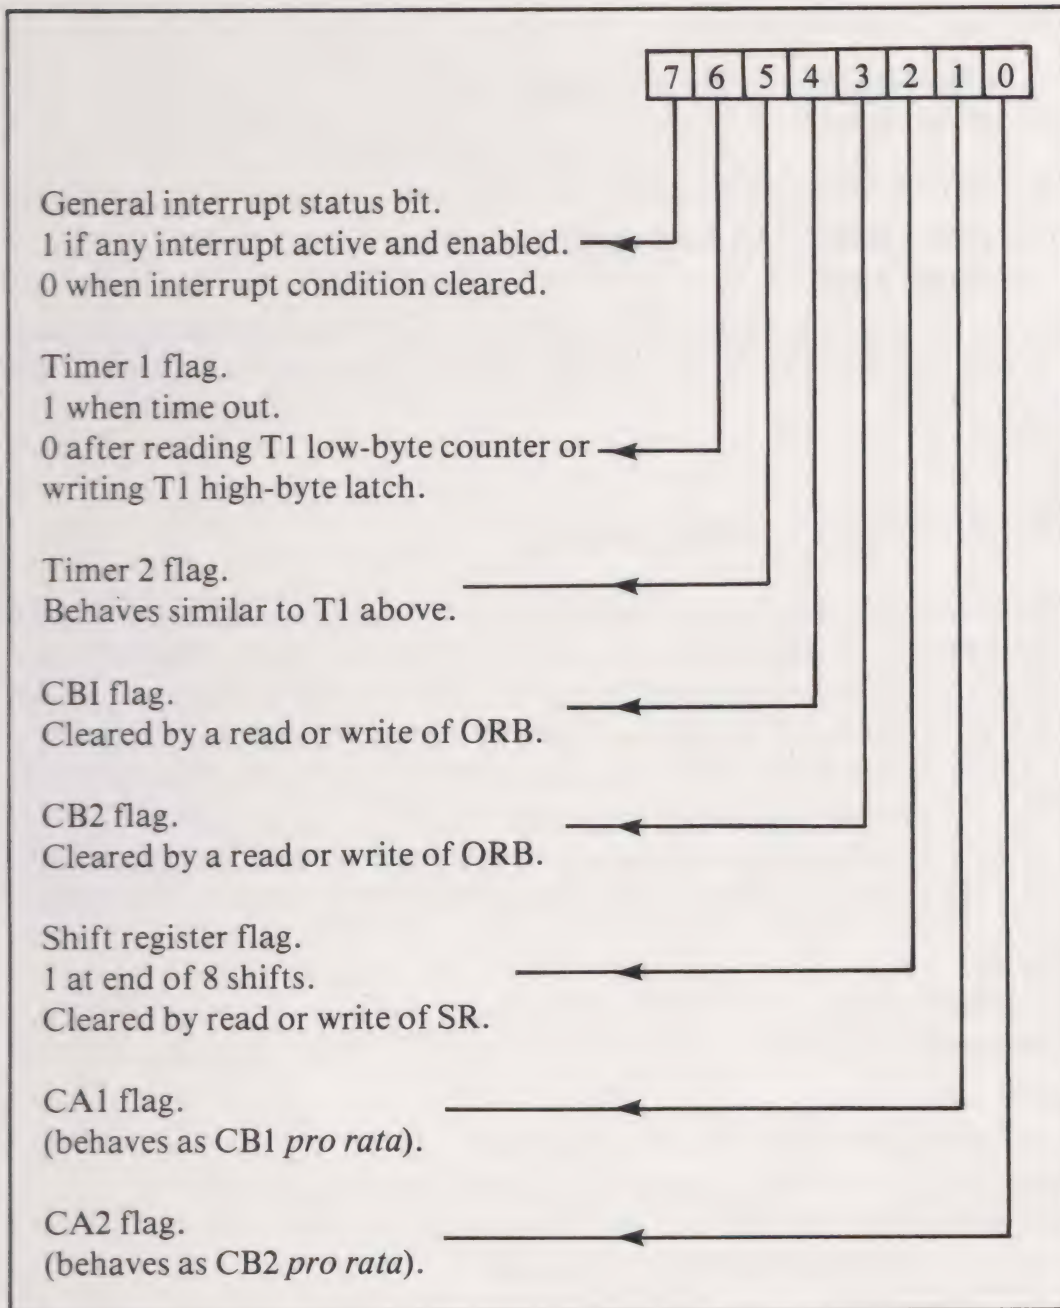 7 6 5 4 3 2 1 0
General interrupt status bit.
1 if any interrupt active and enabled.
0 when interrupt condition cleared.
Timer 1 flag.
1 when time out.
0 after reading T1 low-byte counter or
writing T1 high-byte latch.
Timer 2 flag.
Behaves similar to T1 above.
CBI flag.
Cleared by a read or write of ORB.
CB2 flag.
Cleared by a read or write of ORB.
Shift register flag.
1 at end of 8 shifts.
Cleared by read or write of SR.
CA1 flag.
(behaves as CB1 pro rata).
CA2 flag.
(behaves as CB2 pro rata).